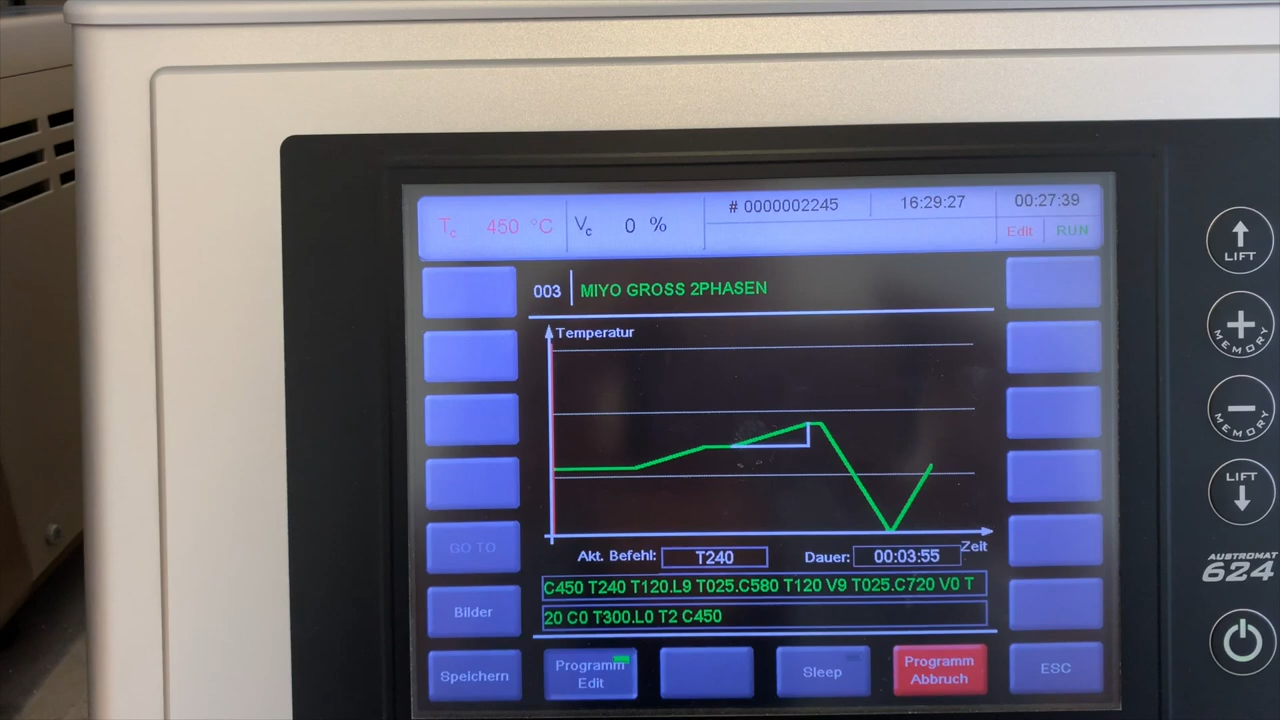 Tc 450 °C
Vc 0 %
# 0000002245
16:29:27
00:27:39
Edit
RUN
003
MIYO GROSS 2PHASEN
Temperatur
Zeit
Akt. Befehl:
T240
Dauer:
00:03:55
C450 T240 T120.L9 T025.C580 T120 V9 T025.C720 V0 T
20 C0 T300.L0 T2 C450
GO TO
Bilder
Speichern
Programm
Edit
Sleep
Programm
Abbruch
ESC
LIFT
MEMORY
MEMORY
LIFT
AUSTROMAT
624